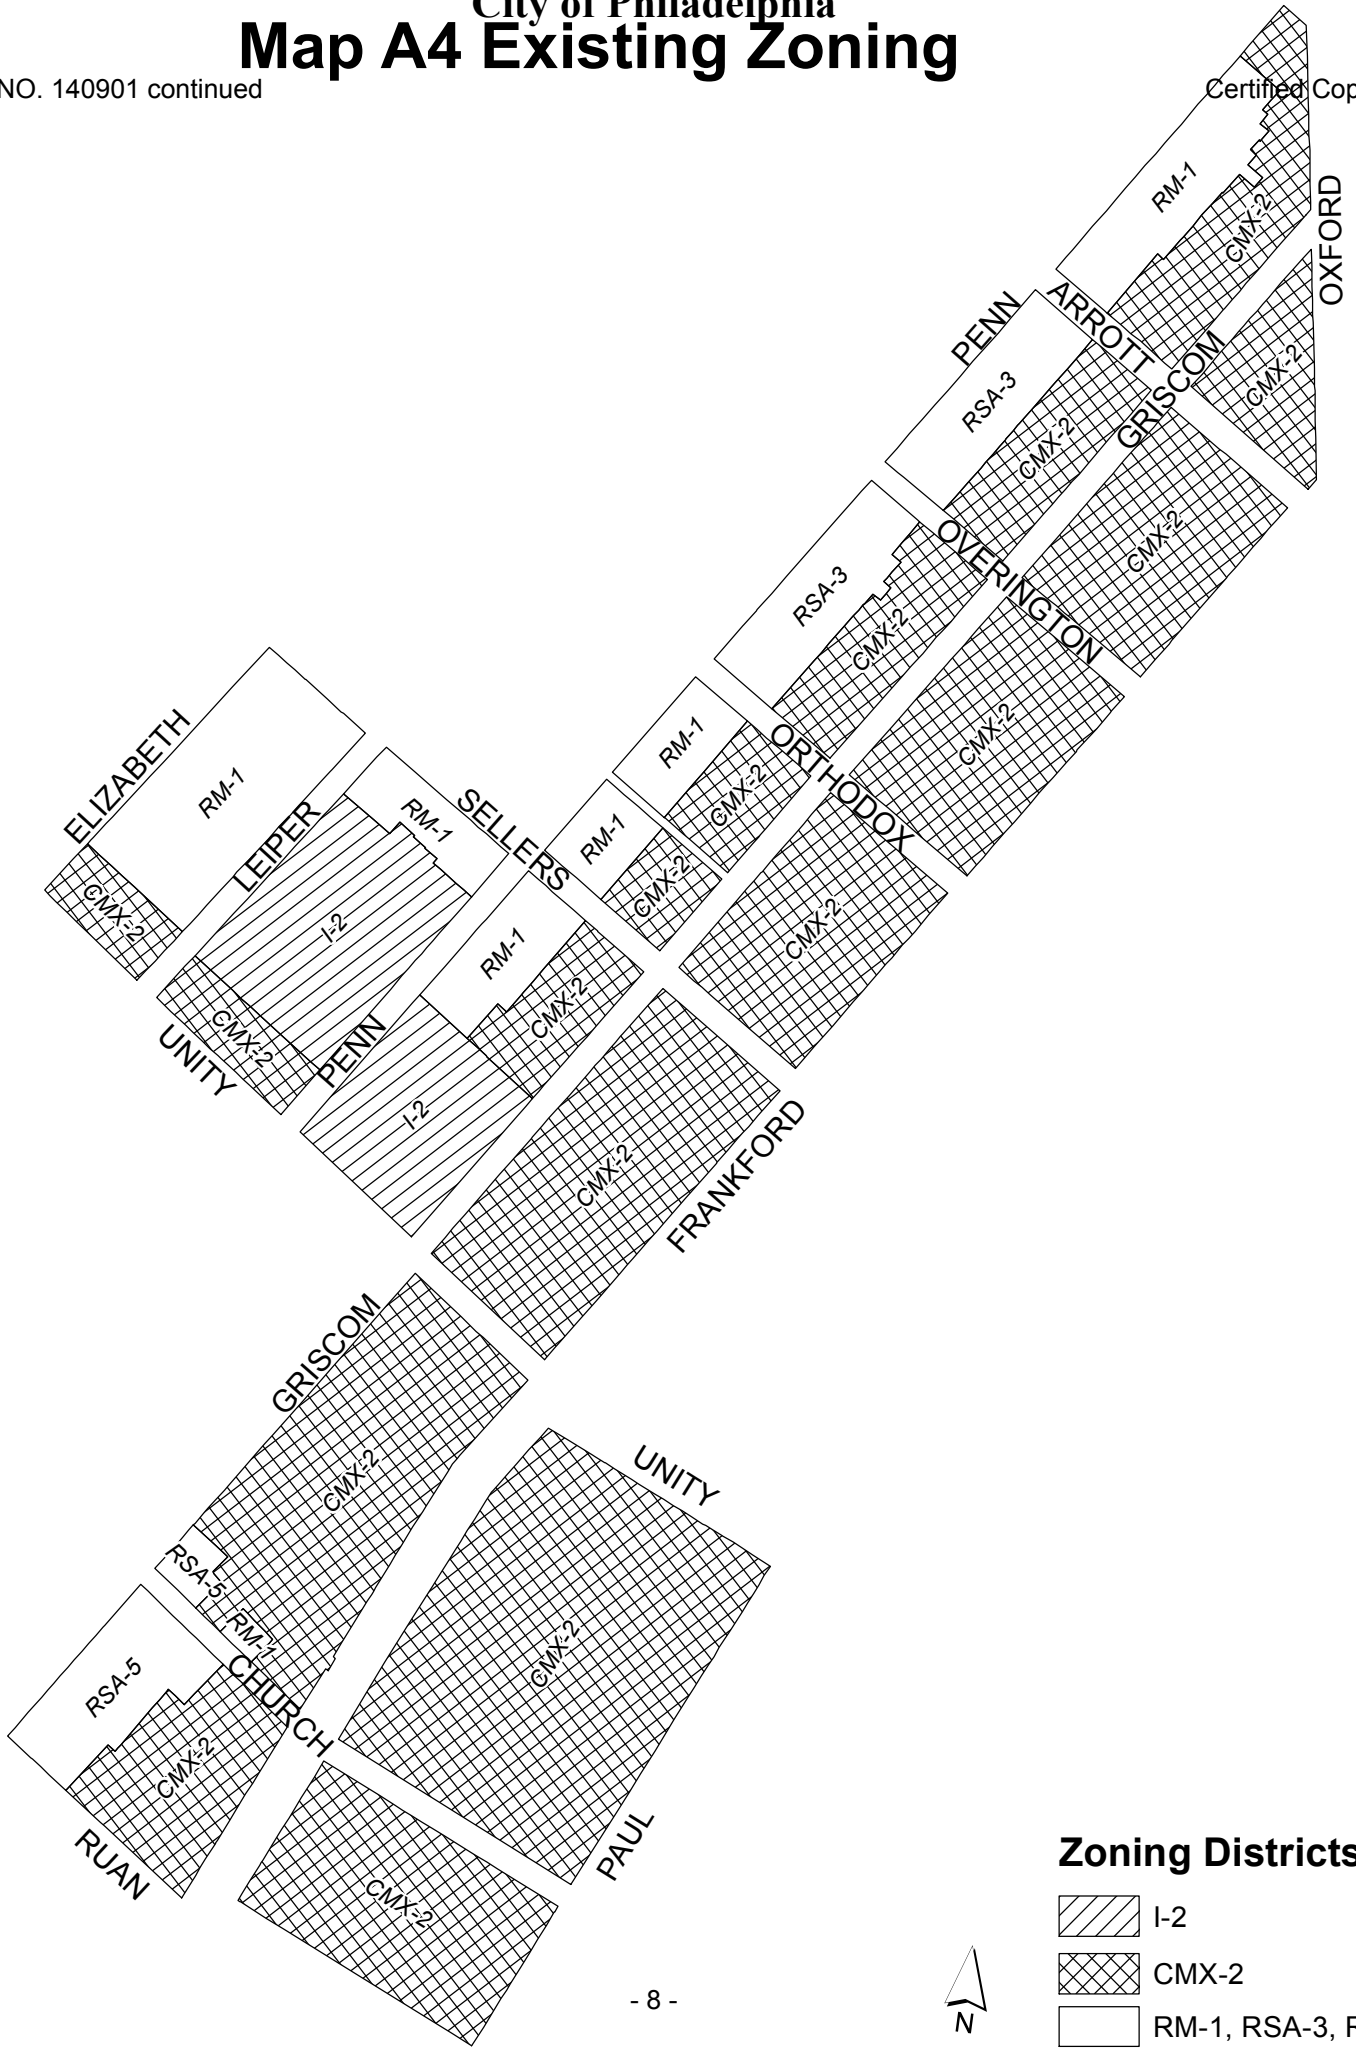 City of Philadelphia
Map A4 Existing Zoning
NO. 140901 continued
Certified Cop
RM-1
CMX-2
OXFORD
PENN
ARROTT
GRISCOM
CMX-2
RSA-3
CMX-2
CMX-2
OVERINGTON
RSA-3
CMX-2
CMX-2
ORTHODOX
RM-1
CMX-2
ELIZABETH
RM-1
LEIPER
RM-1
SELLERS
RM-1
CMX-2
CMX-2
CMX-2
I-2
RM-1
CMX-2
CMX-2
UNITY
PENN
I-2
CMX-2
FRANKFORD
GRISCOM
CMX-2
UNITY
RSA-5
RM-1
CMX-2
CHURCH
RSA-5
CMX-2
RUAN
PAUL
CMX-2
Zoning Districts
I-2
CMX-2
RM-1, RSA-3,
N
- 8 -